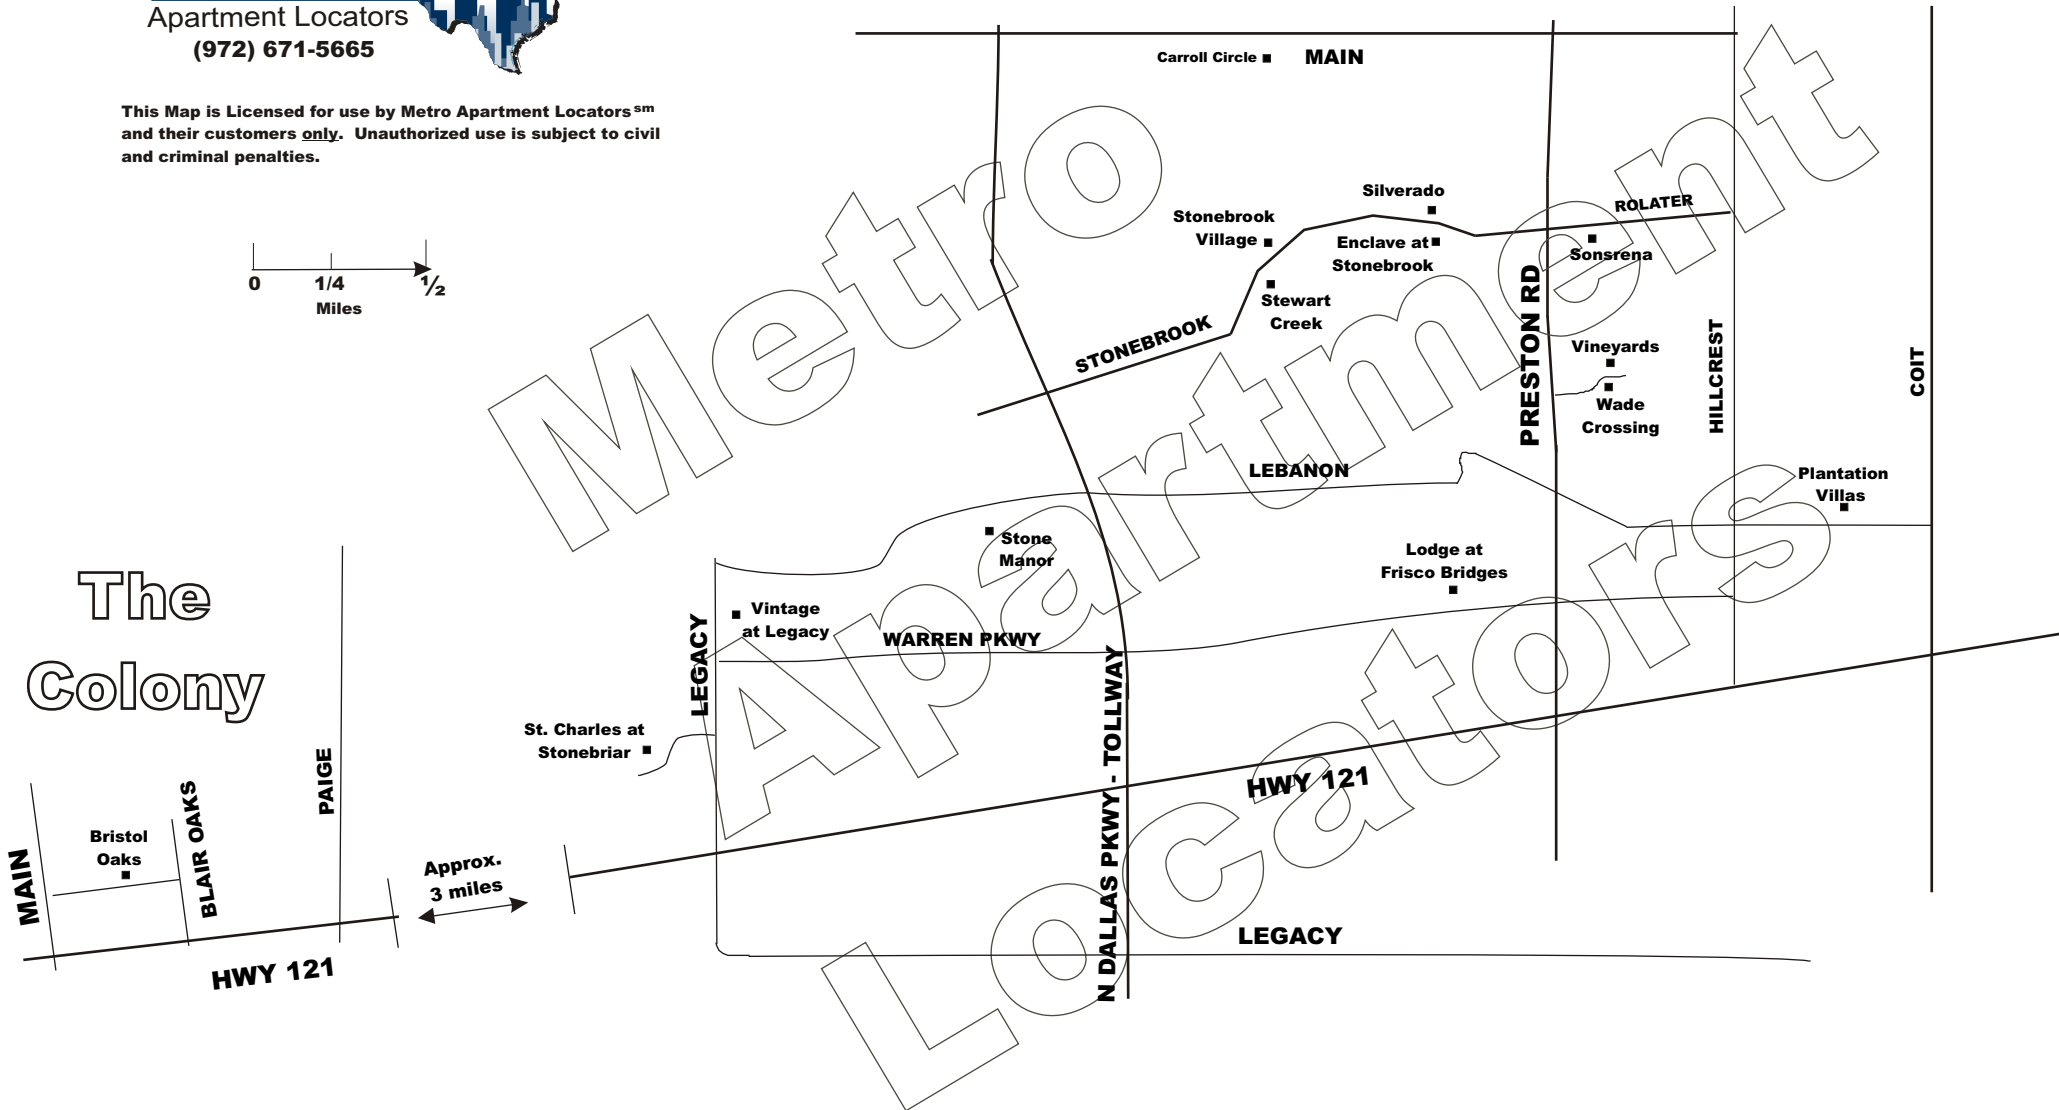 Apartment Locators
(972) 671-5665
This Map is Licensed for use by Metro Apartment Locators sm
and their customers only. Unauthorized use is subject to civil
and criminal penalties.
0 1/4 ½
Miles
Carroll Circle
MAIN
Silverado
Stonebrook
Village
Enclave at
Stonebrook
ROLATER
Sonsrena
Stewart
Creek
STONEBROOK
PRESTON RD
Vineyards
Wade
Crossing
HILLCREST
COIT
LEBANON
Plantation
Villas
Stone
Manor
Lodge at
Frisco Bridges
Vintage
at Legacy
WARREN PKWY
LEGACY
St. Charles at
Stonebriar
N DALLAS PKWY - TOLLWAY
HWY 121
LEGACY
The
Colony
PAIGE
Bristol
Oaks
BLAIR OAKS
MAIN
Approx.
3 miles
HWY 121
Metro
Apartment
Locators